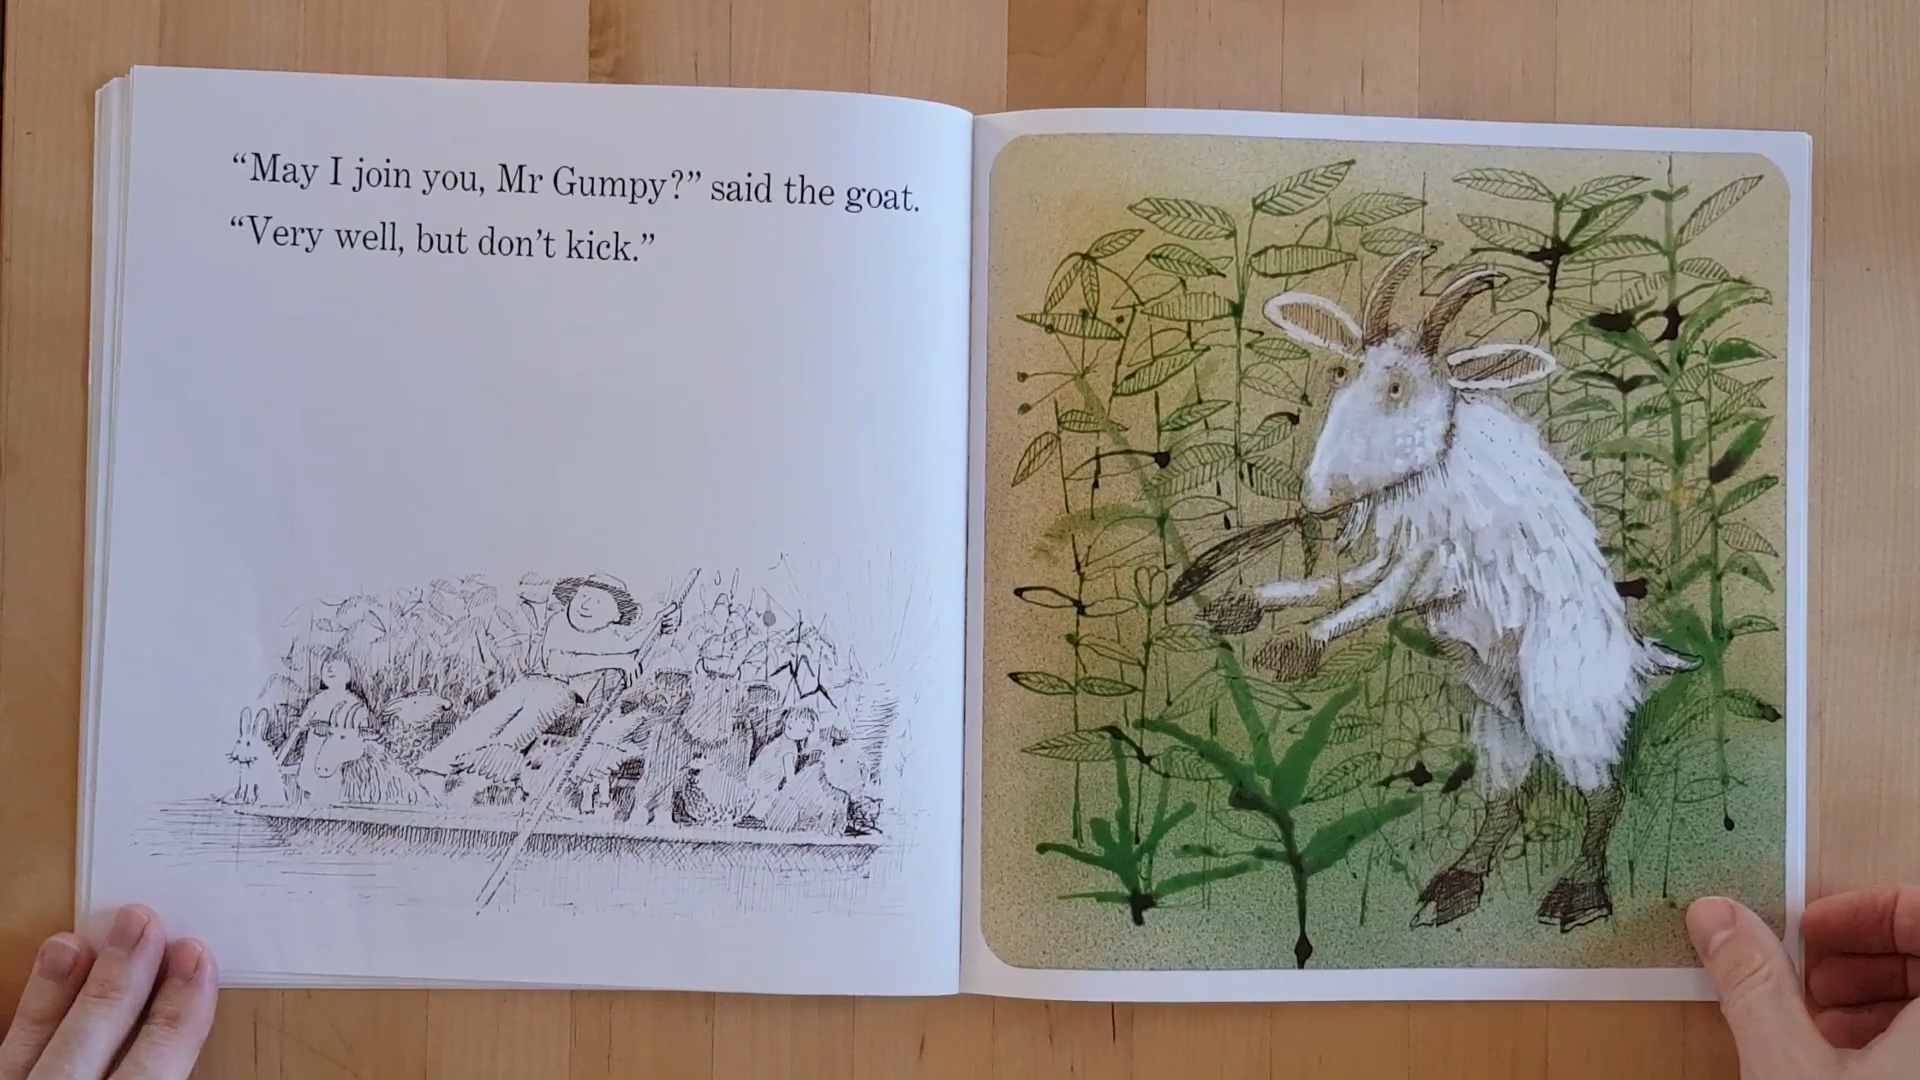 “May I join you, Mr Gumpy?” said the goat.
“Very well, but don’t kick.”